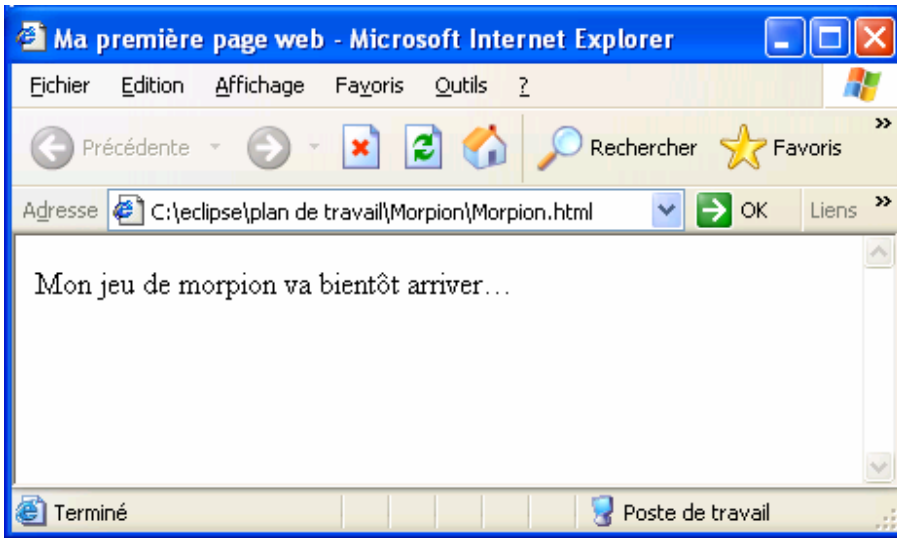 Ma première page web - Microsoft Internet Explorer
Fichier Edition Affichage Favoris Outils ?
Précédente Rechercher Favoris »
Adresse C:\eclipse\plan de travail\Morpion\Morpion.html OK Liens »
Mon jeu de morpion va bientôt arriver…
Terminé Poste de travail